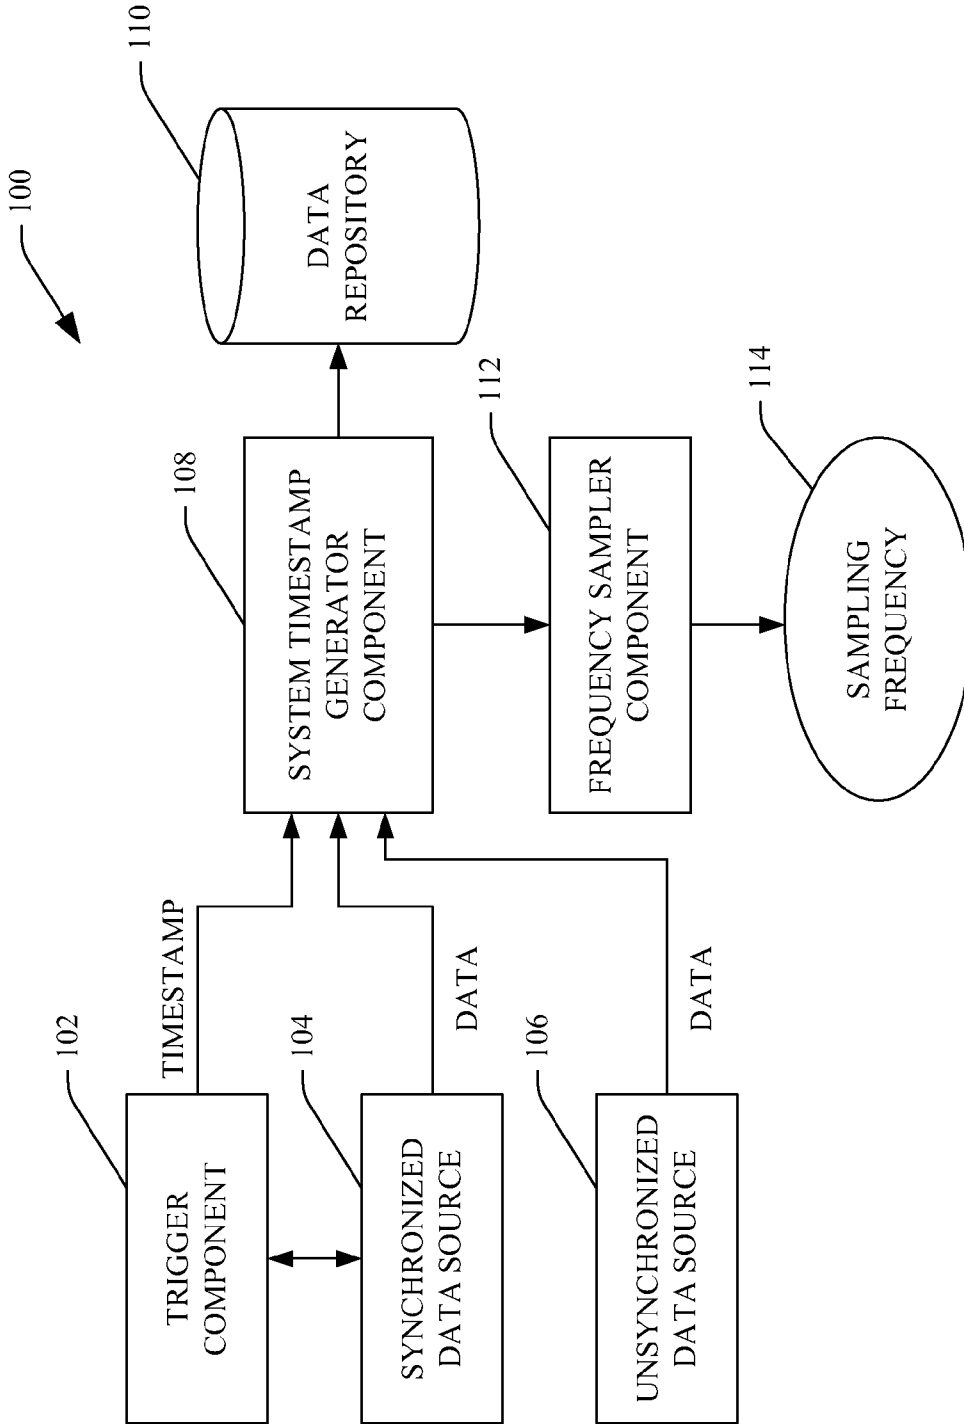 100
102
TRIGGER
COMPONENT
TIMESTAMP
104
SYNCHRONIZED
DATA SOURCE
DATA
106
UNSYNCHRONIZED
DATA SOURCE
DATA
108
SYSTEM TIMESTAMP
GENERATOR
COMPONENT
110
DATA
REPOSITORY
112
FREQUENCY SAMPLER
COMPONENT
114
SAMPLING
FREQUENCY